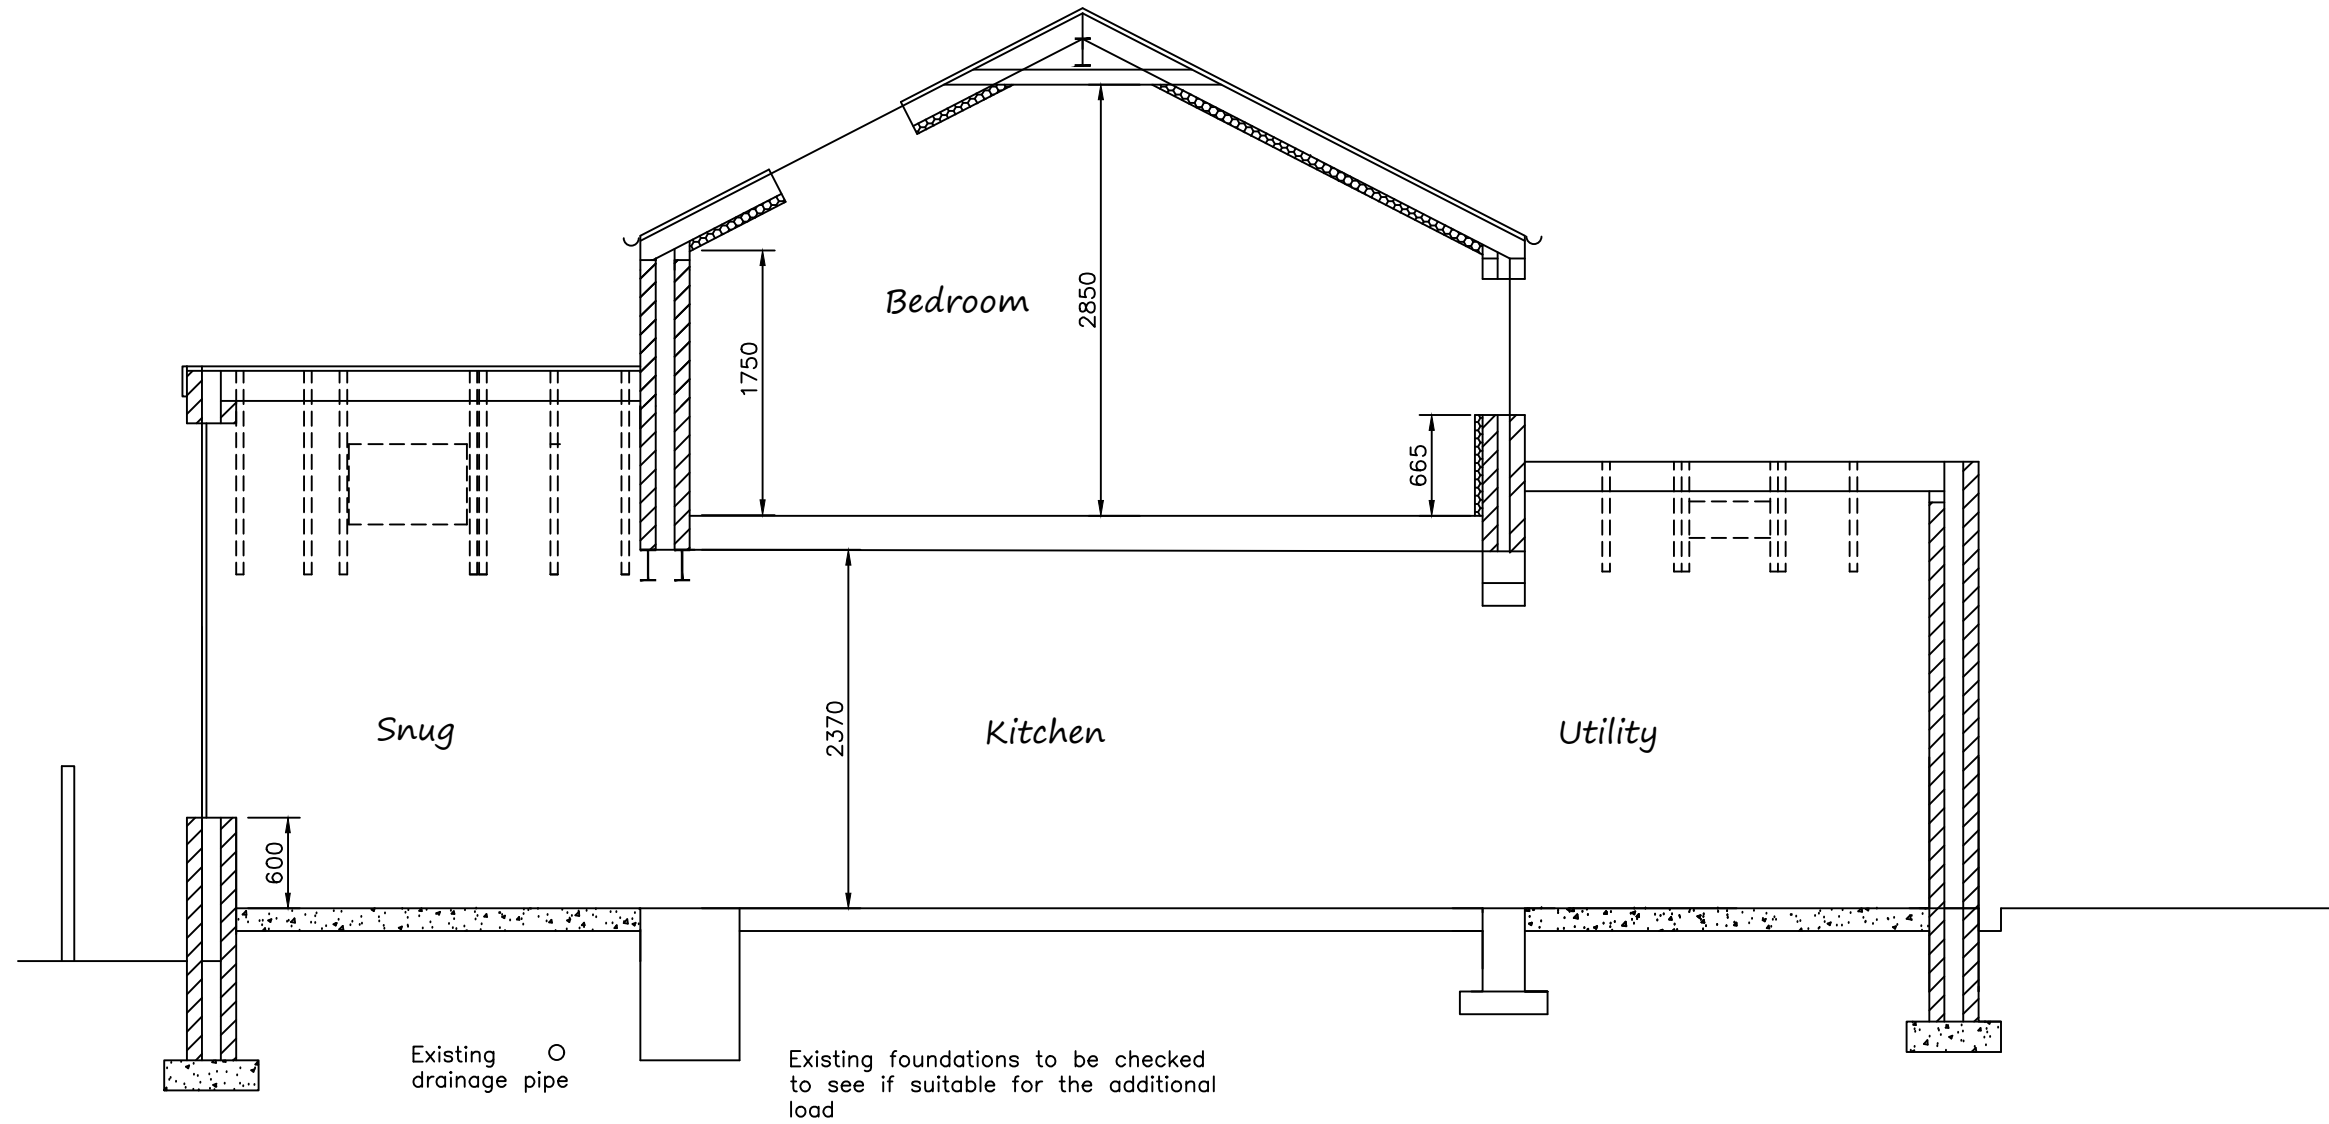 Bedroom
2850
1750
665
Snug
Kitchen
Utility
2370
600
Existing
drainage pipe
Existing foundations to be checked
to see if suitable for the additional
load